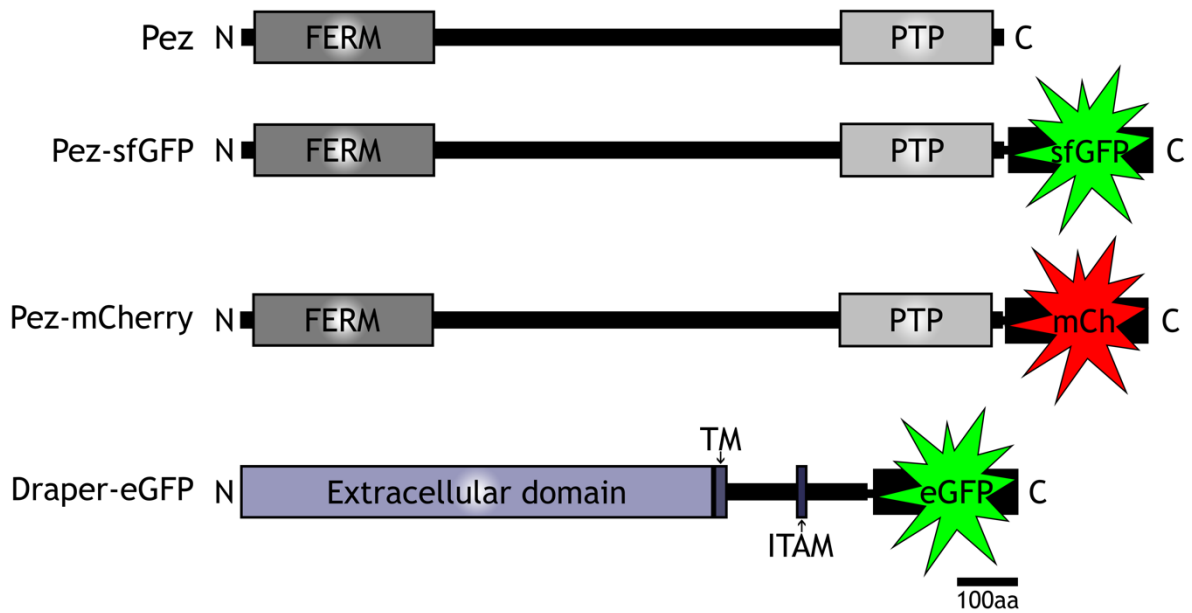 Pez N FERM PTP C
Pez-sfGFP N FERM PTP sfGFP C
Pez-mCherry N FERM PTP mCh C
TM
Draper-eGFP N Extracellular domain eGFP C
ITAM
100aa